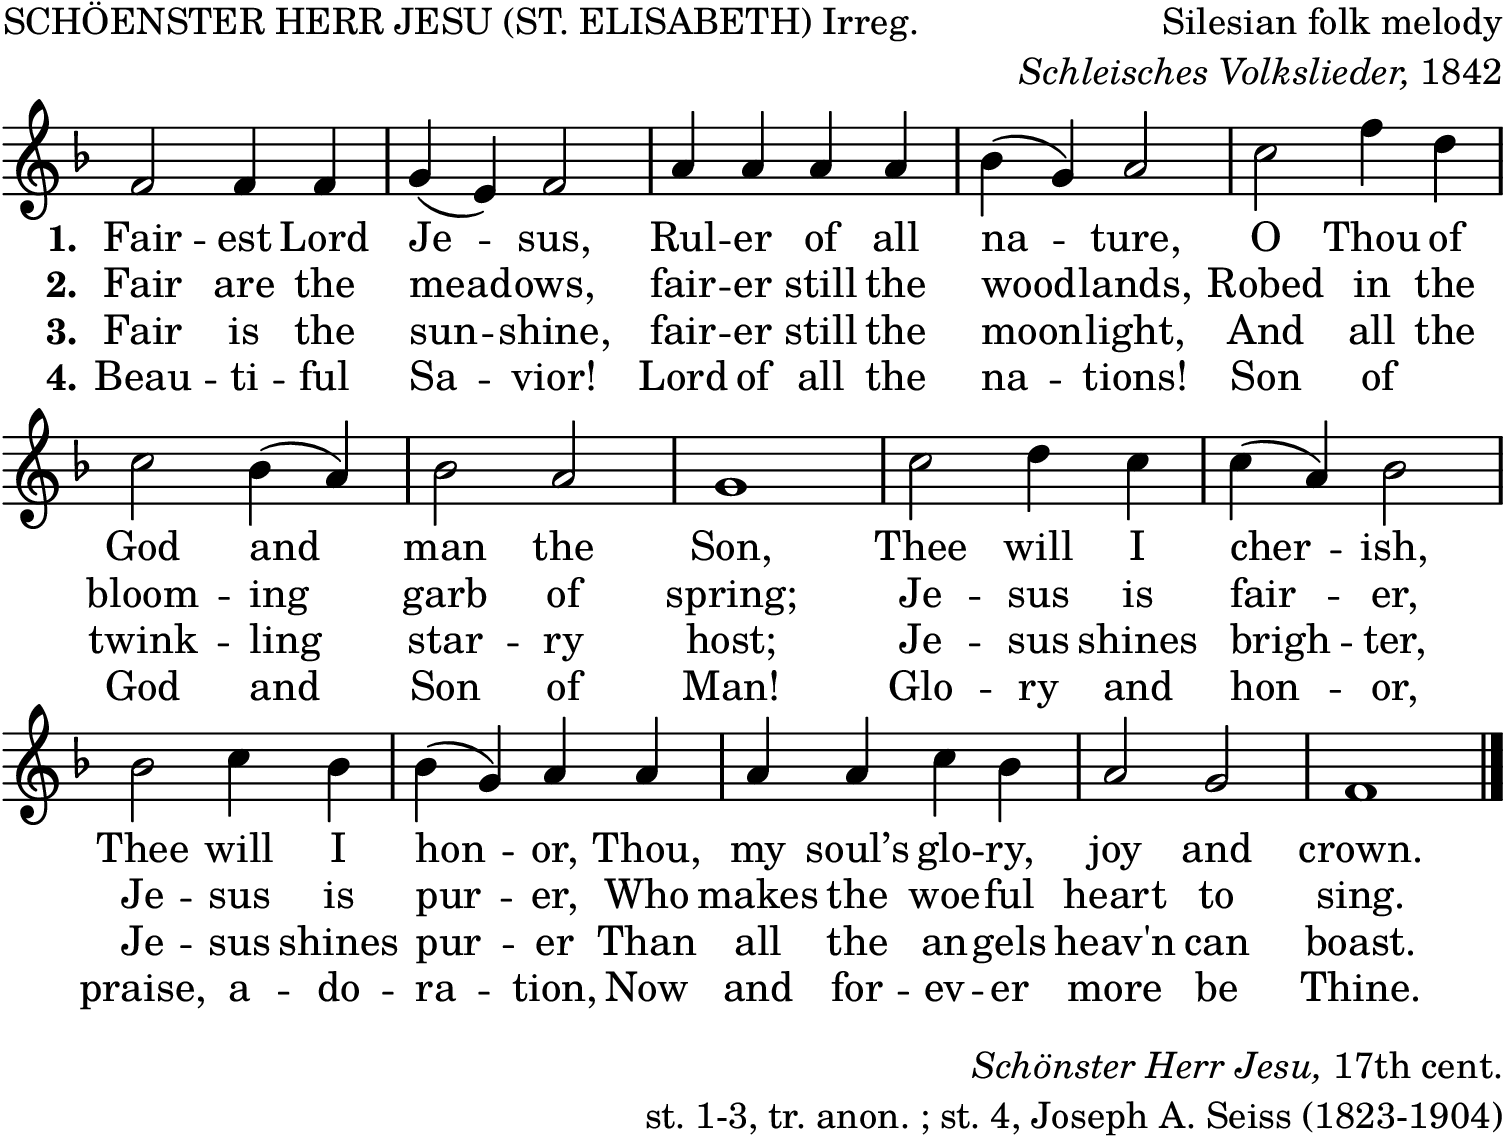 SCHÖENSTER HERR JESU (ST. ELISABETH) Irreg. Silesian folk melody
Schleisches Volkslieder, 1842
1. Fair -- est Lord Je -- sus, Rul -- er of all na -- ture, O Thou of
2. Fair are the meadows, fair -- er still the woodlands, Robed in the
3. Fair is the sun -- shine, fair -- er still the moonlight, And all the
4. Beau -- ti -- ful Sa -- vior! Lord of all the na -- tions! Son of
God and man the Son, Thee will I cher -- ish,
bloom -- ing garb of spring; Je -- sus is fair -- er,
twink -- ling star -- ry host; Je -- sus shines brigh -- ter,
God and Son of Man! Glo -- ry and hon -- or,
Thee will I hon -- or, Thou, my soul’s glo -- ry, joy and crown.
Je -- sus is pur -- er, Who makes the woeful heart to sing.
Je -- sus shines pur -- er Than all the angels heav'n can boast.
praise, a -- do -- ra -- tion, Now and for -- ev -- er more be Thine.
Schönster Herr Jesu, 17th cent.
st. 1-3, tr. anon. ; st. 4, Joseph A. Seiss (1823-1904)